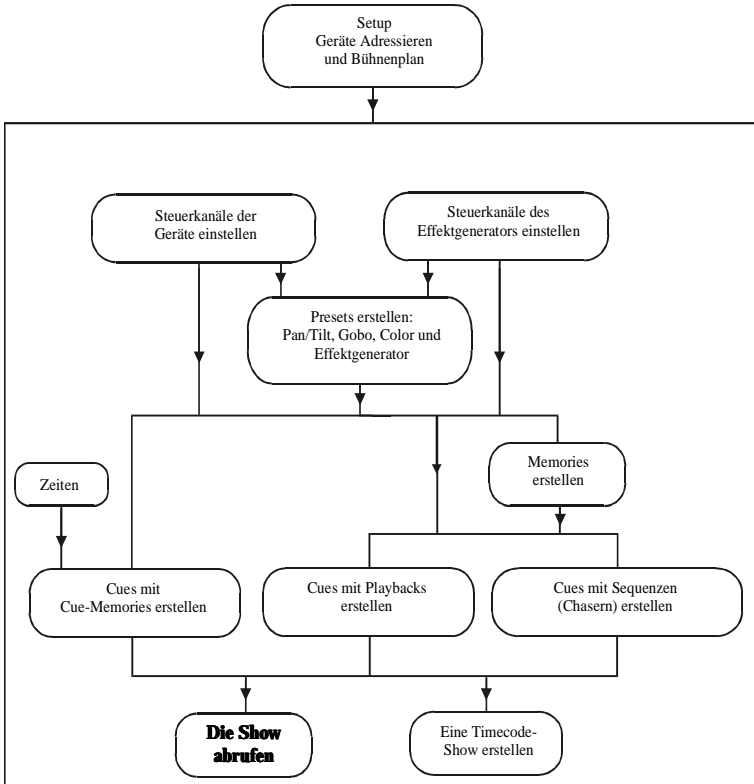 Setup
Geräte Adressieren
und Bühnenplan
Steuerkanäle der
Geräte einstellen
Steuerkanäle des
Effektgenerators einstellen
Presets erstellen:
Pan/Tilt, Gobo, Color und
Effektgenerator
Memories
erstellen
Zeiten
Cues mit
Cue-Memories erstellen
Cues mit Playbacks
erstellen
Cues mit Sequenzen
(Chasern) erstellen
Die Show
abrufen
Eine Timecode-
Show erstellen